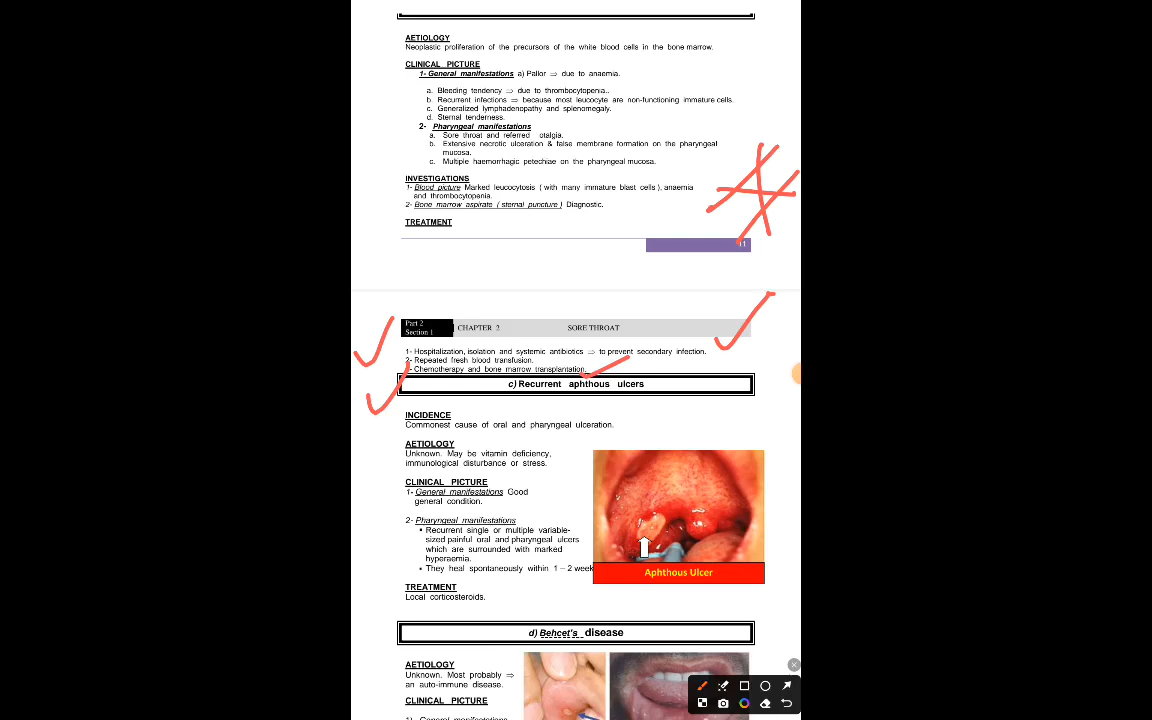 AETIOLOGY
Neoplastic proliferation of the precursors of the white blood cells in the bone marrow.
CLINICAL PICTURE
1- General manifestations a) Pallor ⇒ due to anaemia.
a. Bleeding tendency ⇒ due to thrombocytopenia..
b. Recurrent infections ⇒ because most leucocyte are non-functioning immature cells.
c. Generalized lymphadenopathy and splenomegaly.
d. Sternal tenderness.
2- Pharyngeal manifestations
a. Sore throat and referred otalgia.
b. Extensive necrotic ulceration & false membrane formation on the pharyngeal
mucosa.
c. Multiple haemorrhagic petechiae on the pharyngeal mucosa.
INVESTIGATIONS
1- Blood picture Marked leucocytosis ( with many immature blast cells ), anaemia
and thrombocytopenia.
2- Bone marrow aspirate ( sternal puncture ) Diagnostic.
TREATMENT
11
Part 2
Section 1
CHAPTER 2 SORE THROAT
1- Hospitalization, isolation and systemic antibiotics ⇒ to prevent secondary infection.
2- Repeated fresh blood transfusion.
- Chemotherapy and bone marrow transplantation.
c) Recurrent aphthous ulcers
INCIDENCE
Commonest cause of oral and pharyngeal ulceration.
AETIOLOGY
Unknown. May be vitamin deficiency,
immunological disturbance or stress.
CLINICAL PICTURE
1- General manifestations Good
general condition.
2- Pharyngeal manifestations
▪ Recurrent single or multiple variable-
sized painful oral and pharyngeal ulcers
which are surrounded with marked
hyperaemia.
▪ They heal spontaneously within 1 – 2 week
Aphthous Ulcer
TREATMENT
Local corticosteroids.
d) Behcet's disease
AETIOLOGY
Unknown. Most probably ⇒
an auto-immune disease.
CLINICAL PICTURE